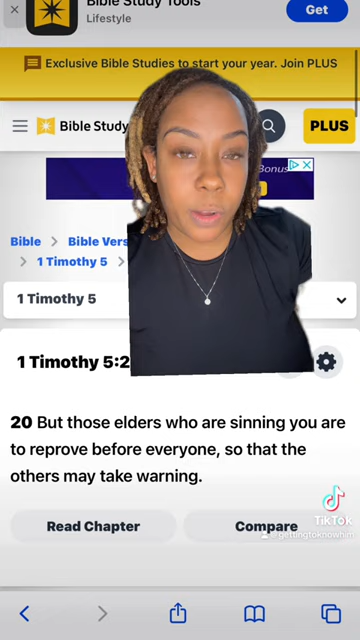 Bible Study Tools
Lifestyle
Get
Exclusive Bible Studies to start your year. Join PLUS
Bible Study
PLUS
Bonus
Bible > Bible Vers
> 1 Timothy 5 >
1 Timothy 5
1 Timothy 5:2
20 But those elders who are sinning you are
to reprove before everyone, so that the
others may take warning.
Read Chapter
Compare
TikTok
@gettingtoknowhim